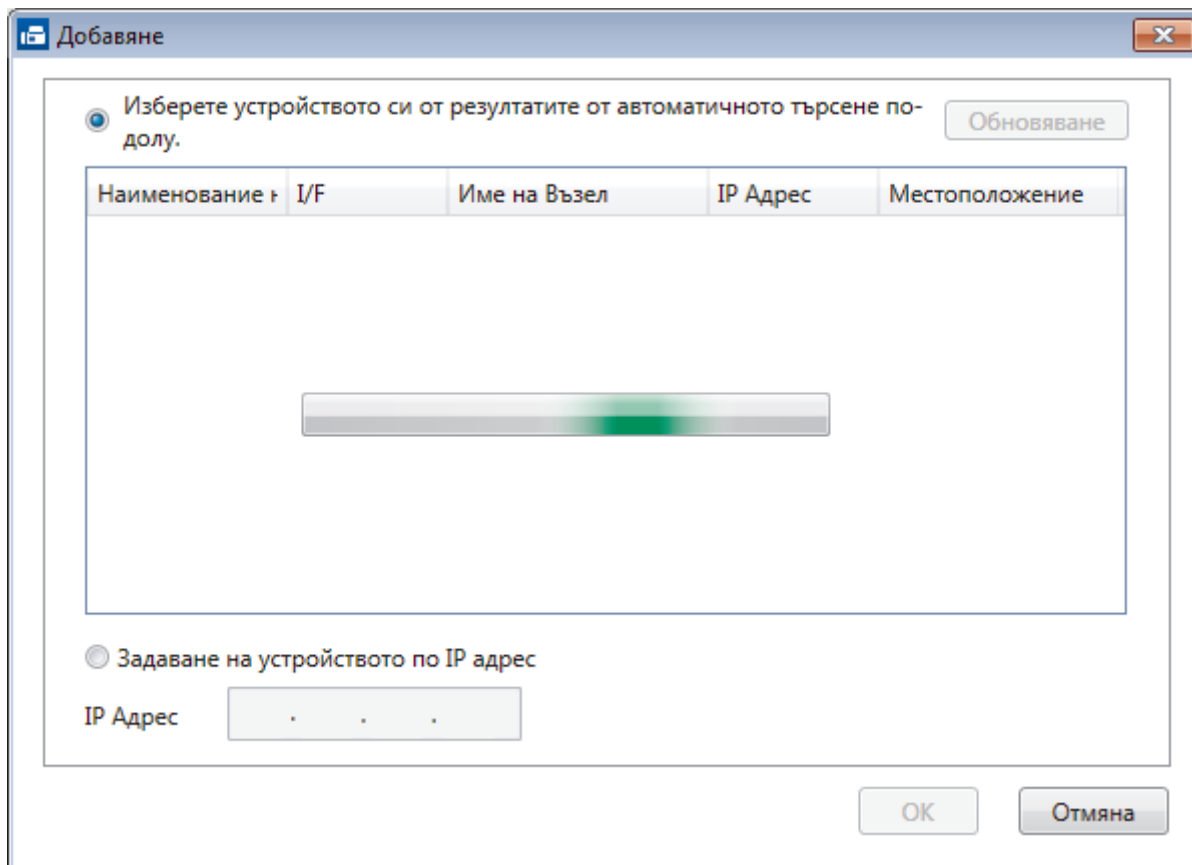 Добавяне
Изберете устройството си от резултатите от автоматичното търсене по-
долу.
Обновяване
Наименование н I/F Име на Възел IP Адрес Местоположение
Задаване на устройството по IP адрес
IP Адрес . . .
OK Отмяна